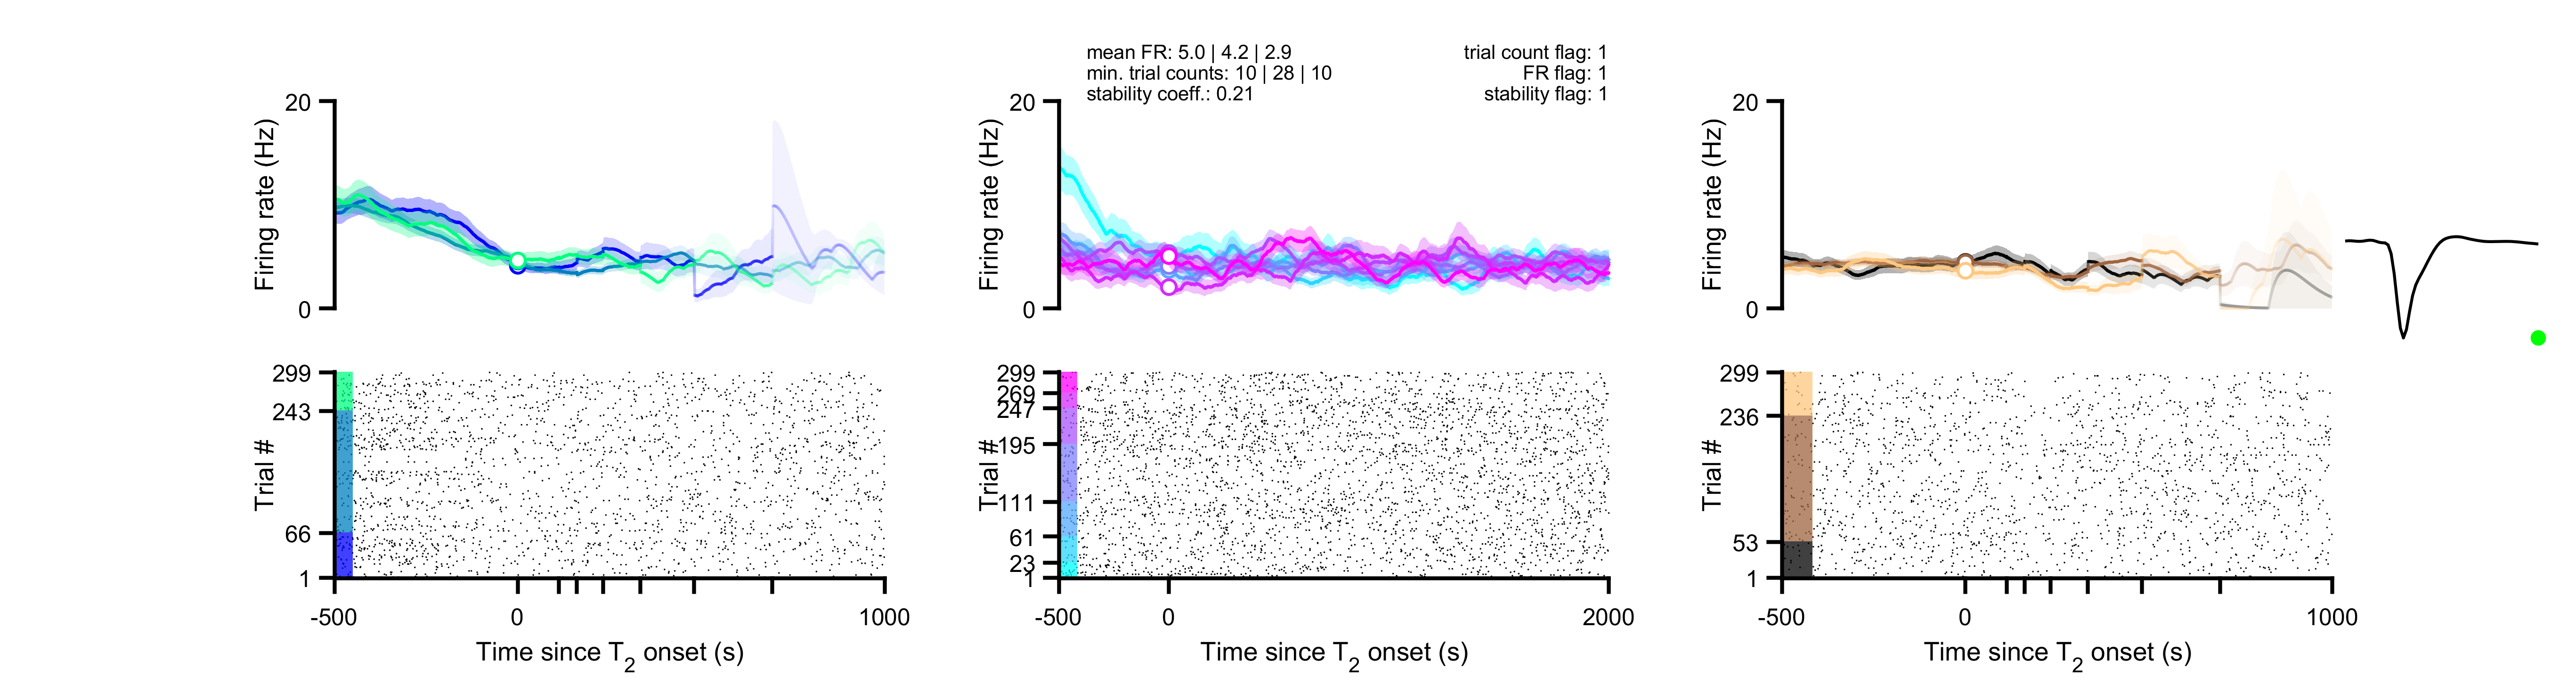 mean FR: 5.0 | 4.2 | 2.9
min. trial counts: 10 | 28 | 10
stability coeff.: 0.21
trial count flag: 1
FR flag: 1
stability flag: 1
20
0
Firing rate (Hz)
20
0
Firing rate (Hz)
20
0
Firing rate (Hz)
299
243
66
1
Trial #
-500
0
1000
Time since T2 onset (s)
299
269
247
195
111
61
23
1
Trial #
-500
0
2000
Time since T2 onset (s)
299
236
53
1
Trial #
-500
0
1000
Time since T2 onset (s)